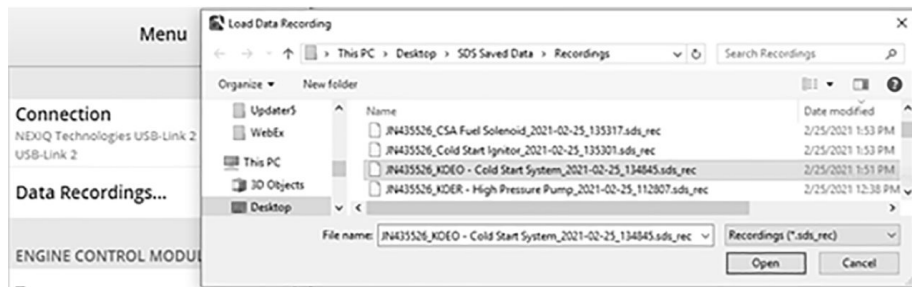 Menu
Connection
NEXIQ Technologies USB-Link 2
USB-Link 2
Data Recordings...
ENGINE CONTROL MODUL
Load Data Recording
This PC > Desktop > SDS Saved Data > Recordings
Search Recordings
Organize
New folder
Updater5
WebEx
This PC
3D Objects
Desktop
Name
Date modified
JN435526_CSA Fuel Solenoid_2021-02-25_135317.sds_rec
2/25/2021 1:53 PM
JN435526_Cold Start Ignitor_2021-02-25_135301.sds_rec
2/25/2021 1:53 PM
JN435526_KOEO - Cold Start System_2021-02-25_134845.sds_rec
2/25/2021 1:51 PM
JN435526_KOER - High Pressure Pump_2021-02-25_112807.sds_rec
2/25/2021 12:38 PM
File name:
JN435526_KOEO - Cold Start System_2021-02-25_134845.sds_rec
Recordings (*.sds_rec)
Open
Cancel